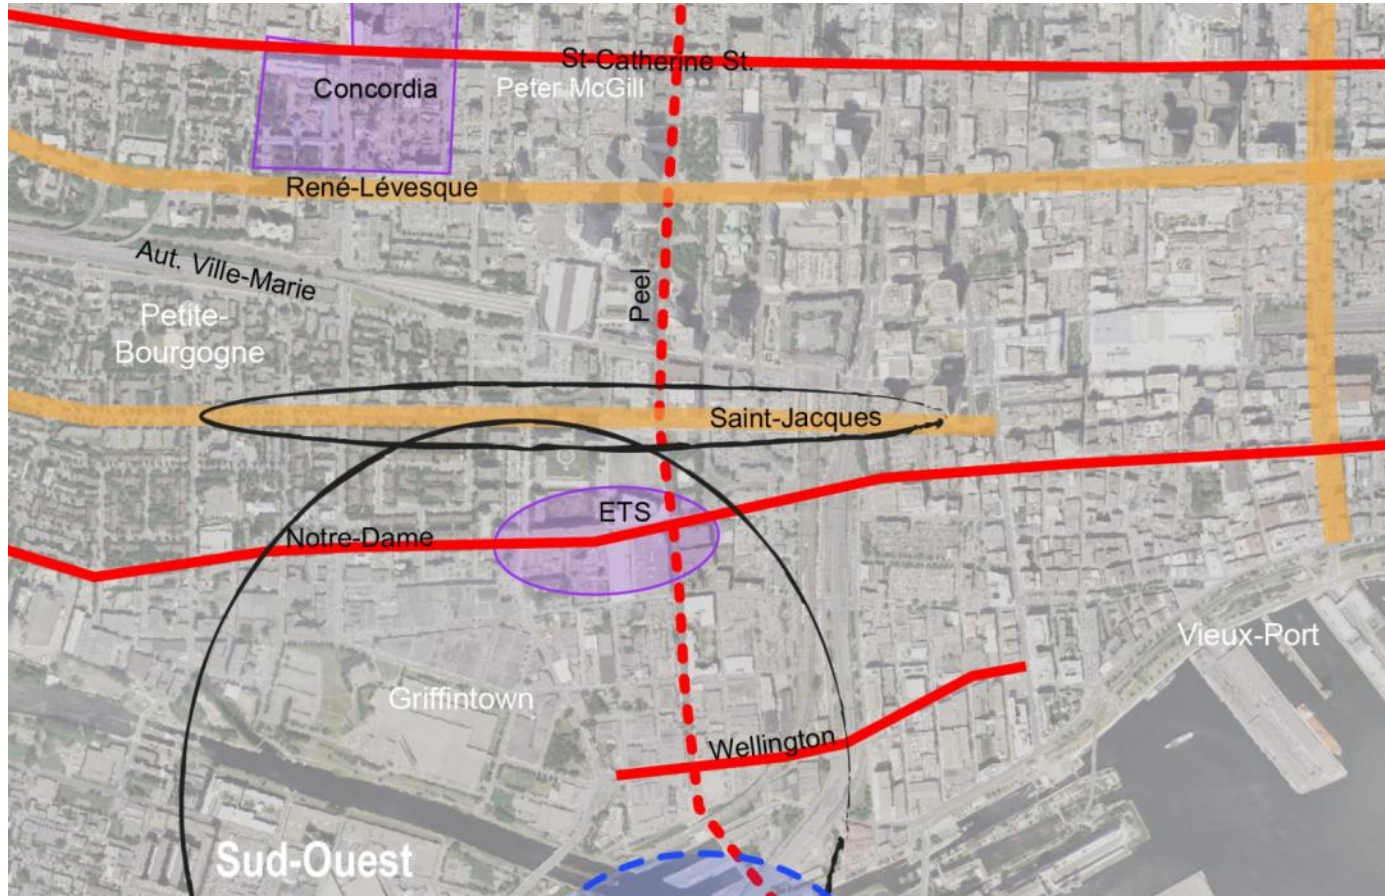 St-Catherine St.
Concordia
Peter McGill
René-Lévesque
Aut. Ville-Marie
Peel
Petite-
Bourgogne
Saint-Jacques
ETS
Notre-Dame
Vieux-Port
Griffintown
Wellington
Sud-Ouest